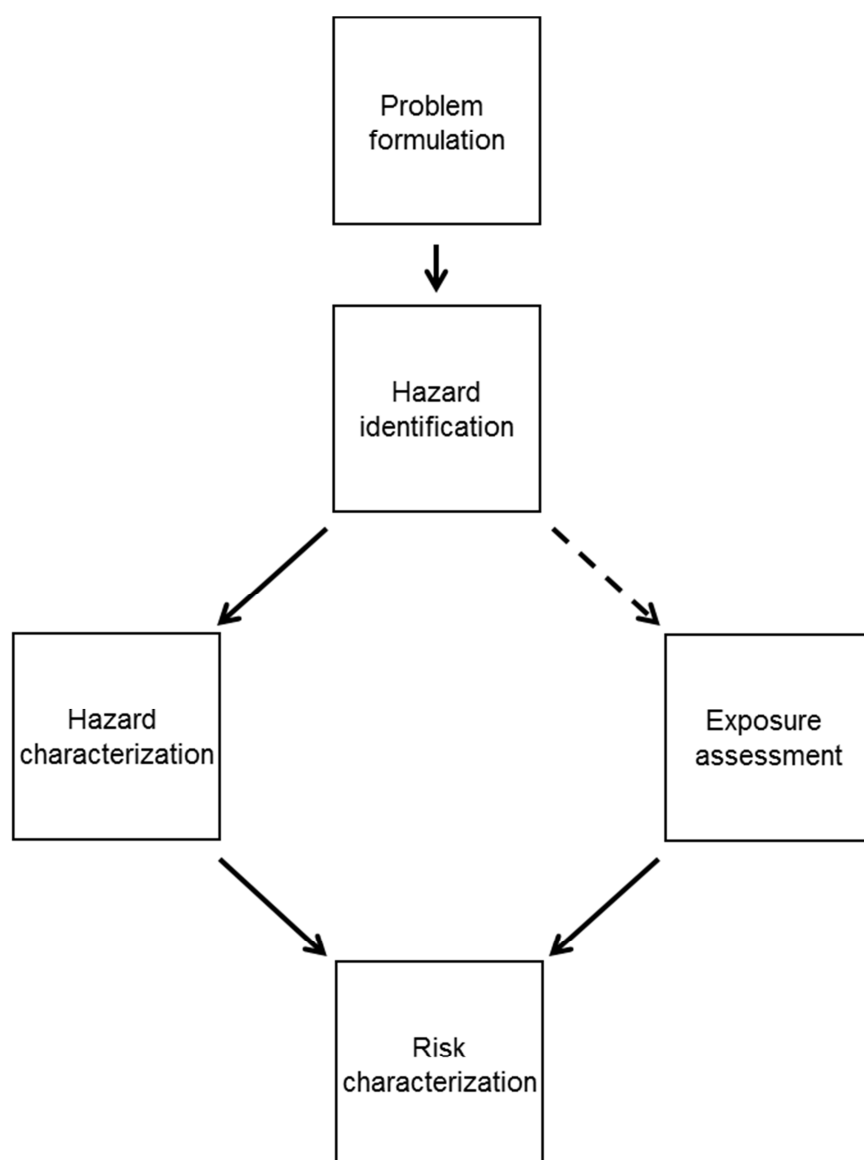 Problem
formulation
Hazard
identification
Hazard
characterization
Exposure
assessment
Risk
characterization